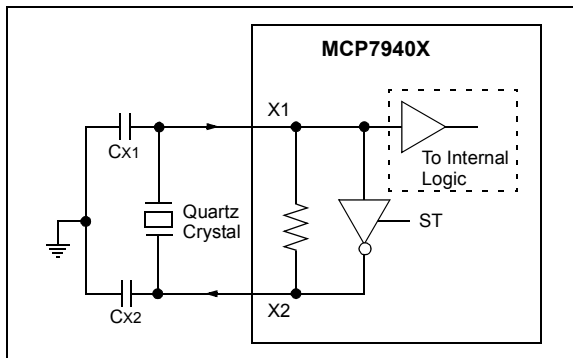 MCP7940X
X1
CX1
To Internal
Logic
Quartz
Crystal
ST
X2
CX2